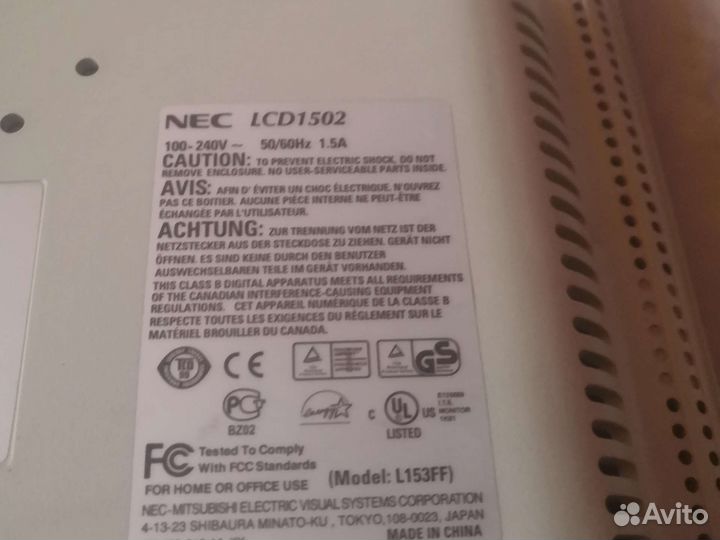 NEC LCD1502
100-240V ~ 50/60Hz 1.5A
CAUTION: TO PREVENT ELECTRIC SHOCK, DO NOT
REMOVE ENCLOSURE. NO USER-SERVICEABLE PARTS INSIDE.
AVIS: AFIN D' ÉVITER UN CHOC ÉLECTRIQUE. N'OUVREZ
PAS CE BOITIER. AUCUNE PIÈCE INTERNE NE PEUT-ÊTRE
ÉCHANGÉE PAR L'UTILISATEUR.
ACHTUNG: ZUR TRENNUNG VOM NETZ IST DER
NETZSTECKER AUS DER STECKDOSE ZU ZIEHEN. GERÄT NICHT
ÖFFNEN. ES SIND KEINE DURCH DEN BENUTZER
AUSWECHSELBAREN TEILE IM GERÄT VORHANDEN.
THIS CLASS B DIGITAL APPARATUS MEETS ALL REQUIREMENTS
OF THE CANADIAN INTERFERENCE-CAUSING EQUIPMENT
REGULATIONS. CET APPAREIL NUMÉRIQUE DE LA CLASSE B
RESPECTE TOUTES LES EXIGENCES DU RÈGLEMENT SUR LE
MATÉRIEL BROUILLER DU CANADA.
TCO 99 CE GS
PC
BZ02
energy
C UL US
LISTED
I.T.E.
MONITOR
FC Tested To Comply
With FCC Standards
FOR HOME OR OFFICE USE
(Model: L153FF)
NEC-MITSUBISHI ELECTRIC VISUAL SYSTEMS CORPORATION
4-13-23 SHIBAURA MINATO-KU, TOKYO,108-0023, JAPAN
MADE IN CHINA
Avito